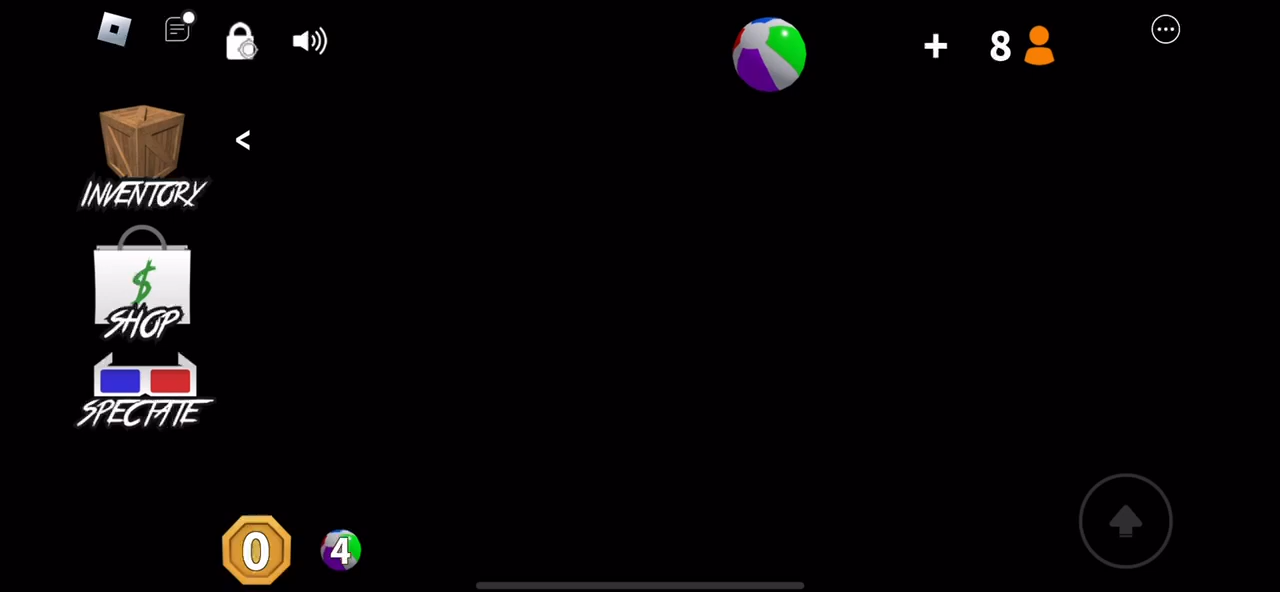 + 8
<
INVENTORY
$
SHOP
SPECTATE
0 4